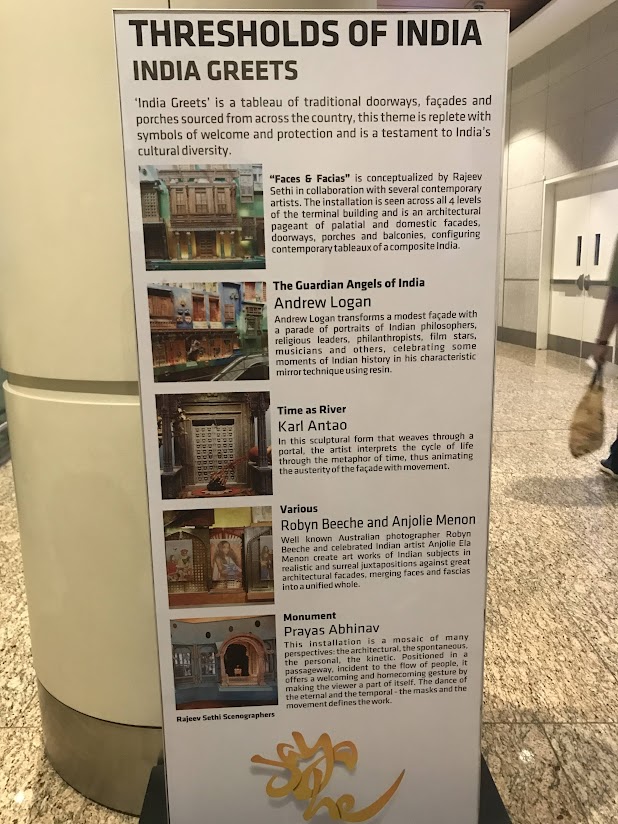 THRESHOLDS OF INDIA
INDIA GREETS
‘India Greets’ is a tableau of traditional doorways, façades and
porches sourced from across the country, this theme is replete with
symbols of welcome and protection and is a testament to India’s
cultural diversity.
“Faces & Facias” is conceptualized by Rajeev
Sethi in collaboration with several contemporary
artists. The installation is seen across all 4 levels
of the terminal building and is an architectural
pageant of palatial and domestic facades,
doorways, porches and balconies, configuring
contemporary tableaux of a composite India.
The Guardian Angels of India
Andrew Logan
Andrew Logan transforms a modest façade with
a parade of portraits of Indian philosophers,
religious leaders, philanthropists, film stars,
musicians and others, celebrating some
moments of Indian history in his characteristic
mirror technique using resin.
Time as River
Karl Antao
In this sculptural form that weaves through a
portal, the artist interprets the cycle of life
through the metaphor of time, thus animating
the austerity of the façade with movement.
Various
Robyn Beeche and Anjolie Menon
Well known Australian photographer Robyn
Beeche and celebrated Indian artist Anjolie Ela
Menon create art works of Indian subjects in
realistic and surreal juxtapositions against great
architectural facades, merging faces and fascias
into a unified whole.
Monument
Prayas Abhinav
This installation is a mosaic of many
perspectives: the architectural, the spontaneous,
the personal, the kinetic. Positioned in a
passageway, incident to the flow of people, it
offers a welcoming and homecoming gesture by
making the viewer a part of itself. The dance of
the eternal and the temporal - the masks and the
movement defines the work.
Rajeev Sethi Scenographers
jaya
he